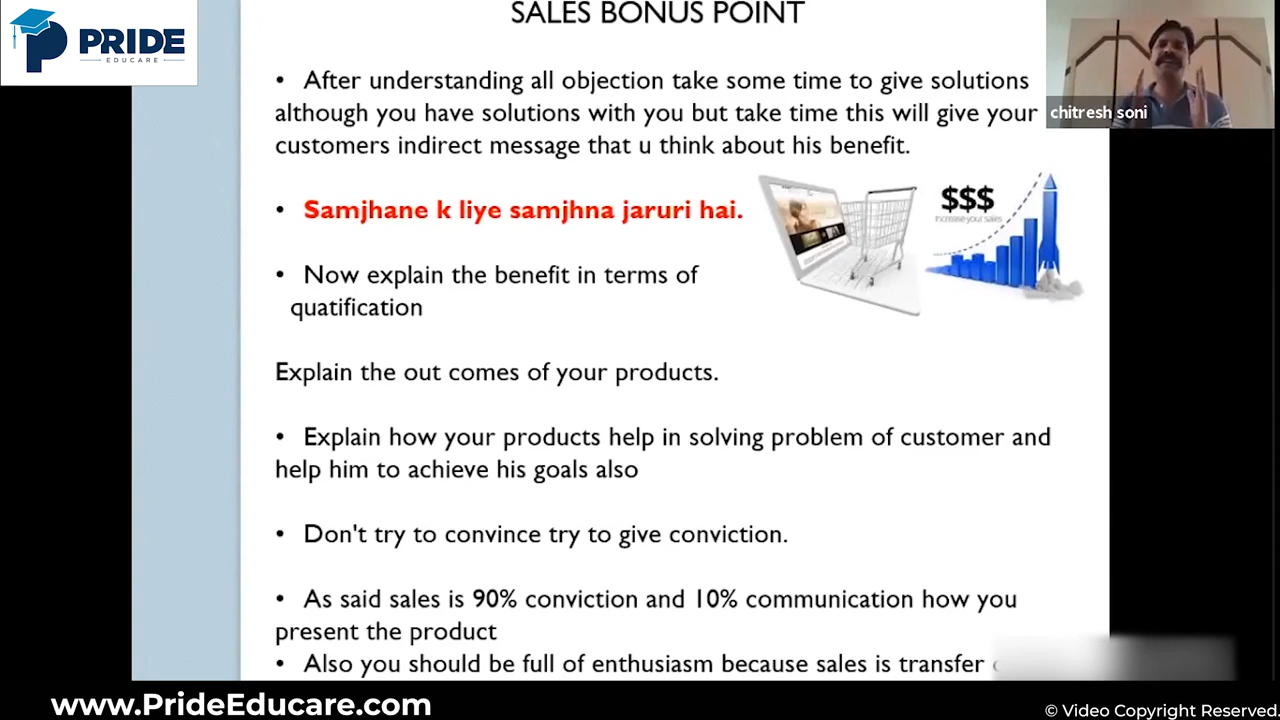 SALES BONUS POINT
PRIDE
EDUCARE
chitresh soni
• After understanding all objection take some time to give solutions
although you have solutions with you but take time this will give your
customers indirect message that u think about his benefit.
• Samjhane k liye samjhna jaruri hai.
$$$
Increase your sales
• Now explain the benefit in terms of
quatification
Explain the out comes of your products.
• Explain how your products help in solving problem of customer and
help him to achieve his goals also
• Don't try to convince try to give conviction.
• As said sales is 90% conviction and 10% communication how you
present the product
• Also you should be full of enthusiasm because sales is transfer
www.PrideEducare.com
© Video Copyright Reserved.